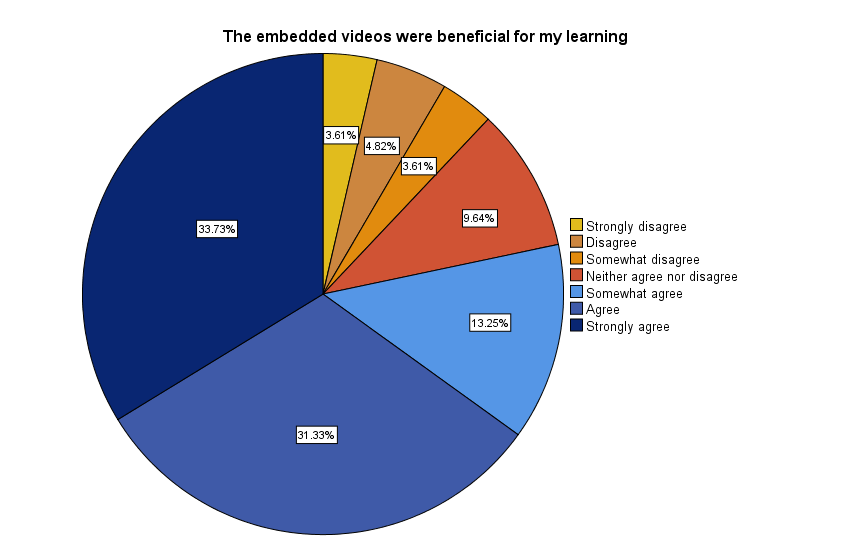 The embedded videos were beneficial for my learning
3.61%
4.82%
3.61%
9.64%
13.25%
31.33%
33.73%
Strongly disagree
Disagree
Somewhat disagree
Neither agree nor disagree
Somewhat agree
Agree
Strongly agree